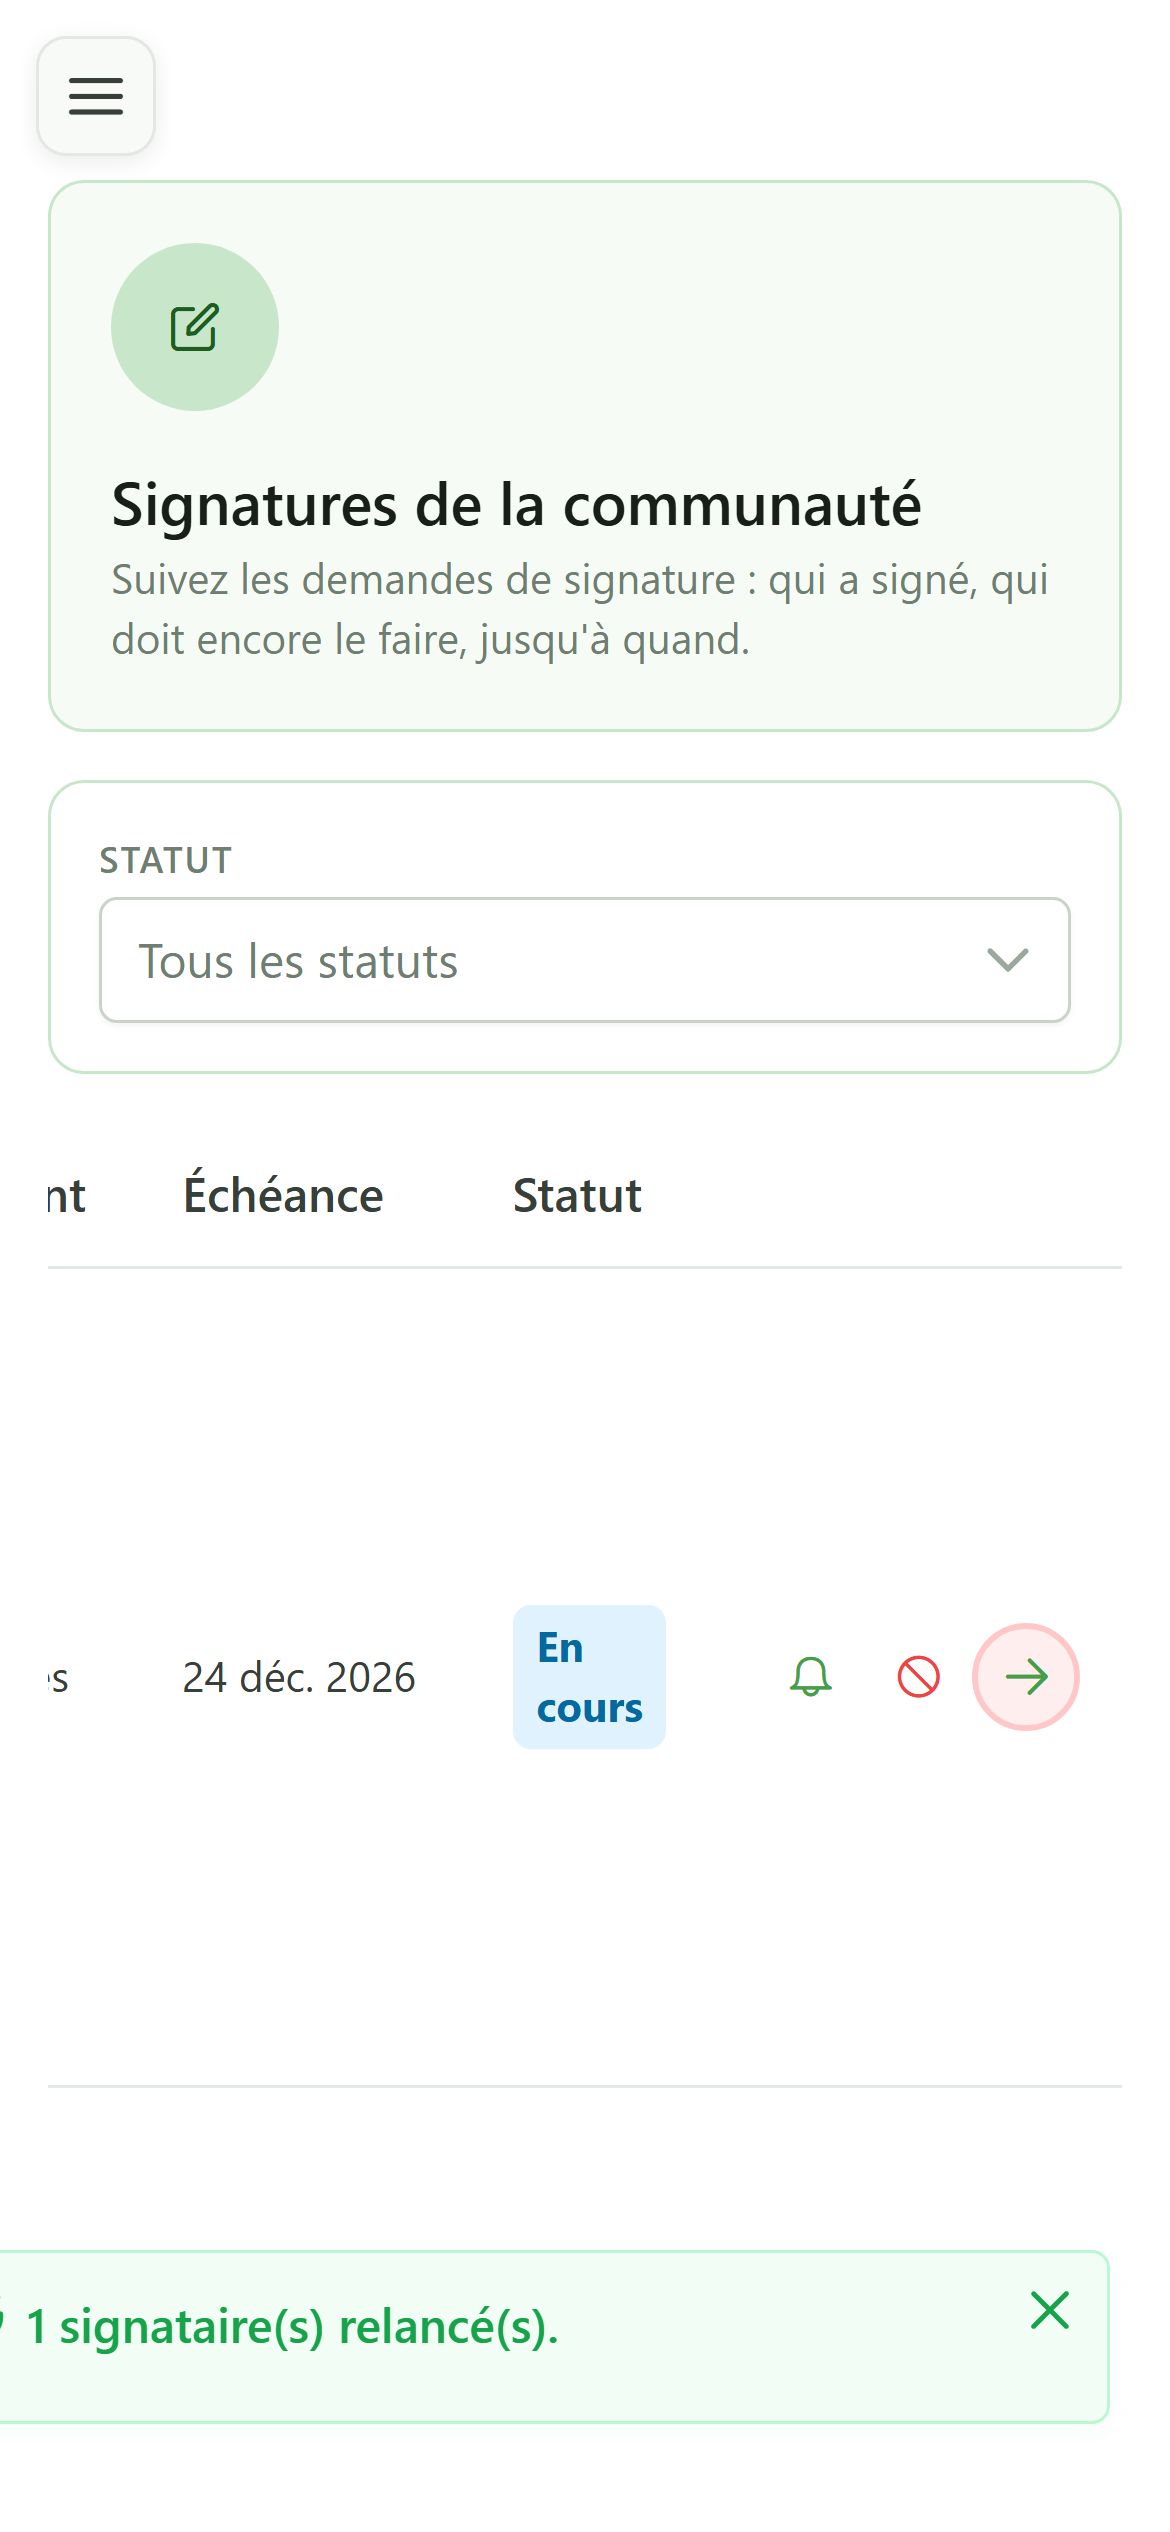 Signatures de la communauté
Suivez les demandes de signature : qui a signé, qui
doit encore le faire, jusqu'à quand.
STATUT
Tous les statuts
nt Échéance Statut
24 déc. 2026 En
cours
1 signataire(s) relancé(s).